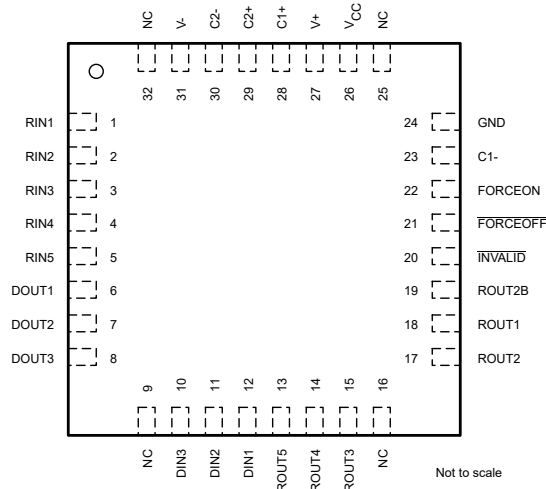 NC
V-
C2-
C2+
C1+
V+
VCC
NC
32
31
30
29
28
27
26
25
RIN1 1
RIN2 2
RIN3 3
RIN4 4
RIN5 5
DOUT1 6
DOUT2 7
DOUT3 8
24 GND
23 C1-
22 FORCEON
21 FORCEOFF
20 INVALID
19 ROUT2B
18 ROUT1
17 ROUT2
9
10
11
12
13
14
15
16
NC
DIN3
DIN2
DIN1
ROUT5
ROUT4
ROUT3
NC
Not to scale